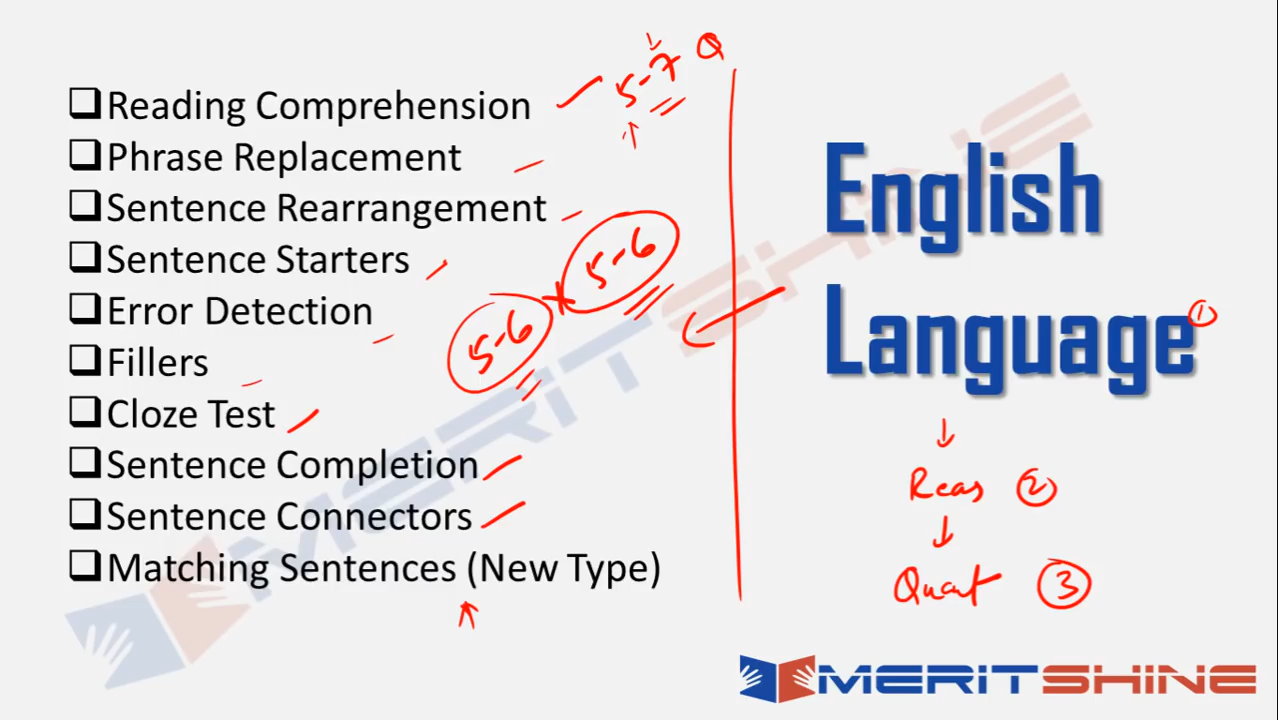 Reading Comprehension
5-7 Q
Phrase Replacement
Sentence Rearrangement
Sentence Starters
5-6 x 5-6
Error Detection
Fillers
Cloze Test
Sentence Completion
Sentence Connectors
Matching Sentences (New Type)
English
Language 1
Reas 2
Quant 3
MERITSHINE
MERITSHINE